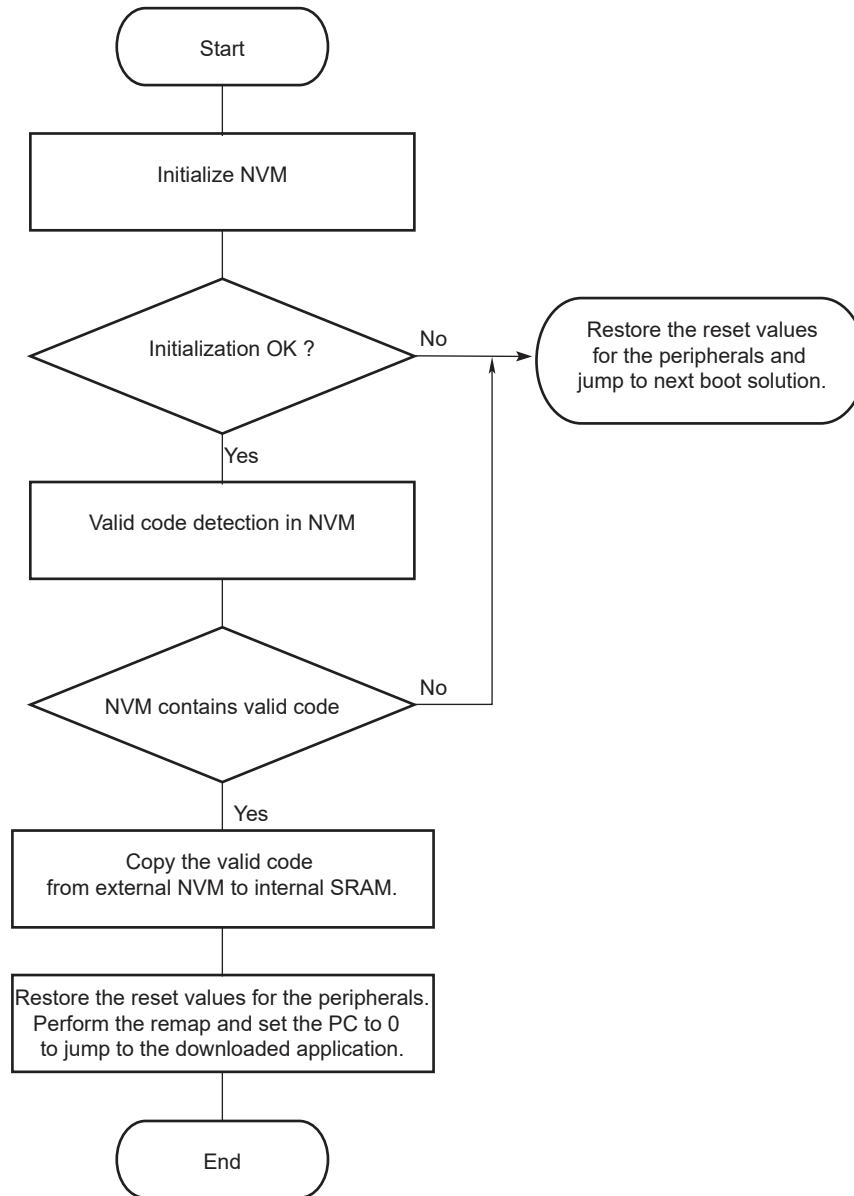 Start
Initialize NVM
Initialization OK ?
No
Restore the reset values
for the peripherals and
jump to next boot solution.
Yes
Valid code detection in NVM
NVM contains valid code
No
Yes
Copy the valid code
from external NVM to internal SRAM.
Restore the reset values for the peripherals.
Perform the remap and set the PC to 0
to jump to the downloaded application.
End